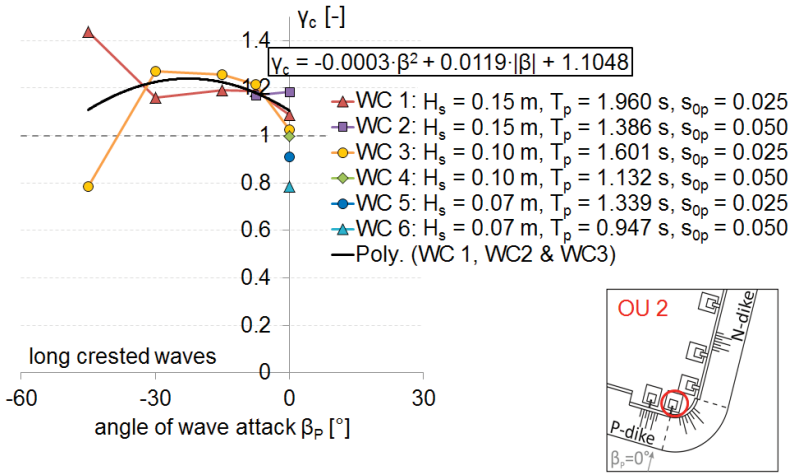 γc [-]
1.4
γc = -0.0003·β² + 0.0119·|β| + 1.1048
1.2
WC 1: Hs = 0.15 m, Tp = 1.960 s, s0p = 0.025
WC 2: Hs = 0.15 m, Tp = 1.386 s, s0p = 0.050
1
WC 3: Hs = 0.10 m, Tp = 1.601 s, s0p = 0.025
WC 4: Hs = 0.10 m, Tp = 1.132 s, s0p = 0.050
0.8
WC 5: Hs = 0.07 m, Tp = 1.339 s, s0p = 0.025
WC 6: Hs = 0.07 m, Tp = 0.947 s, s0p = 0.050
0.6
Poly. (WC 1, WC2 & WC3)
0.4
0.2
long crested waves
0
-60
-30
0
30
angle of wave attack βP [°]
OU 2
N-dike
P-dike
βP=0°